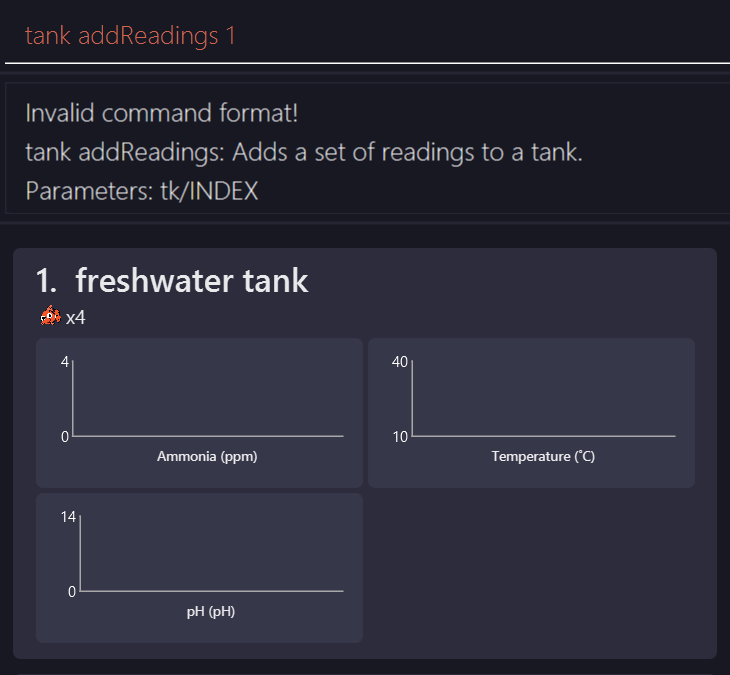 tank addReadings 1
Invalid command format!
tank addReadings: Adds a set of readings to a tank.
Parameters: tk/INDEX
1. freshwater tank
x4
4
0
Ammonia (ppm)
40
10
Temperature (°C)
14
0
pH (pH)